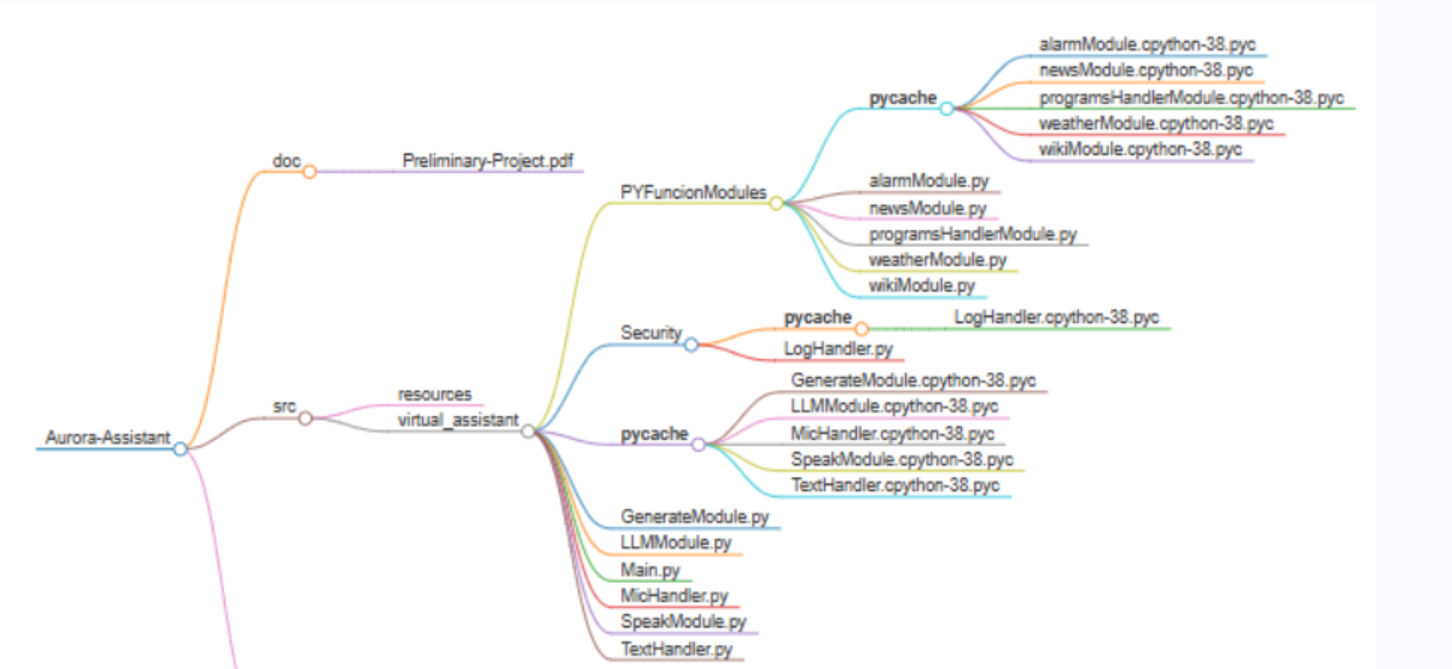 Aurora-Assistant
doc
Preliminary-Project.pdf
src
resources
virtual_assistant
PYFuncionModules
pycache
alarmModule.cpython-38.pyc
newsModule.cpython-38.pyc
programsHandlerModule.cpython-38.pyc
weatherModule.cpython-38.pyc
wikiModule.cpython-38.pyc
alarmModule.py
newsModule.py
programsHandlerModule.py
weatherModule.py
wikiModule.py
Security
pycache
LogHandler.cpython-38.pyc
LogHandler.py
pycache
GenerateModule.cpython-38.pyc
LLMModule.cpython-38.pyc
MicHandler.cpython-38.pyc
SpeakModule.cpython-38.pyc
TextHandler.cpython-38.pyc
GenerateModule.py
LLMModule.py
Main.py
MicHandler.py
SpeakModule.py
TextHandler.py